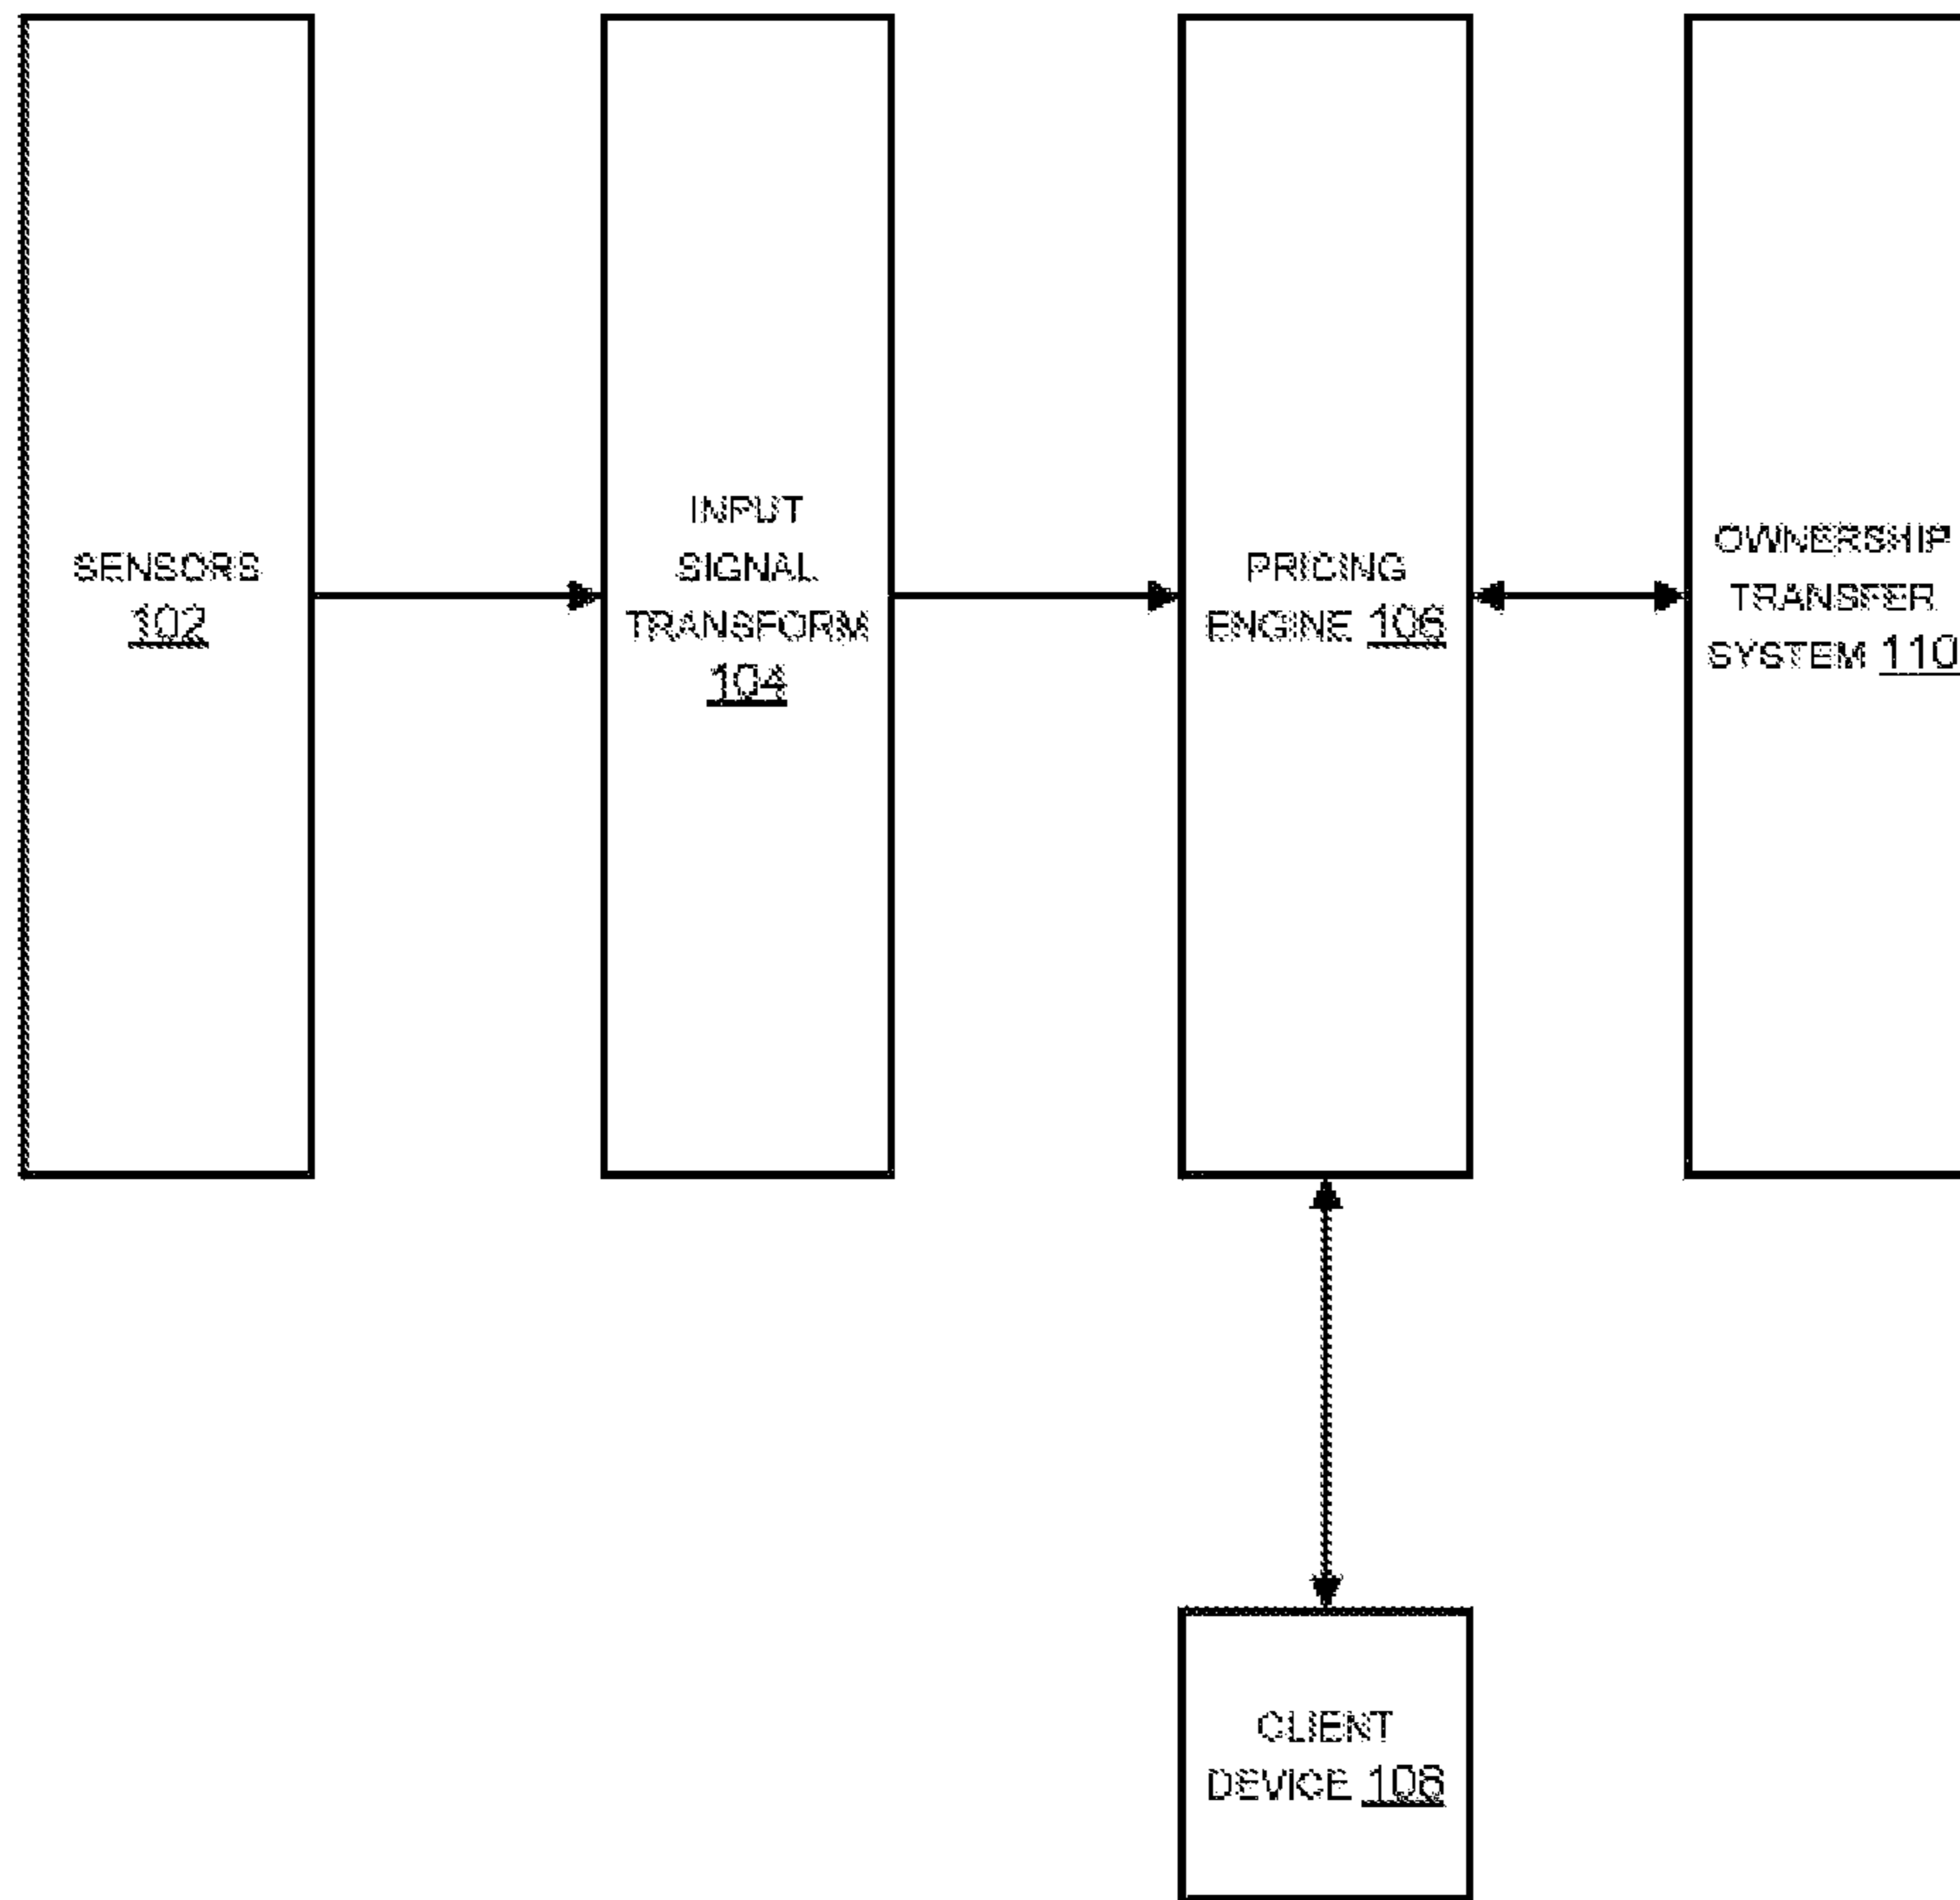 SENSORS
102
INPUT
SIGNAL
TRANSFORM
104
PRICING
ENGINE 106
OWNERSHIP
TRANSFER
SYSTEM 110
CLIENT
DEVICE 108